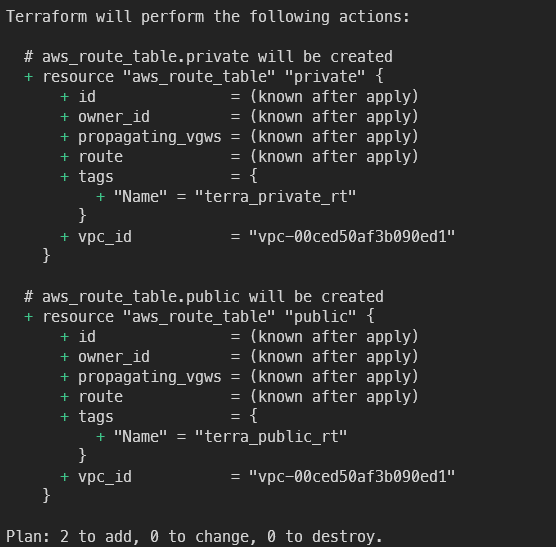 Terraform will perform the following actions:

  # aws_route_table.private will be created
  + resource "aws_route_table" "private" {
      + id               = (known after apply)
      + owner_id         = (known after apply)
      + propagating_vgws = (known after apply)
      + route            = (known after apply)
      + tags             = {
          + "Name" = "terra_private_rt"
        }
      + vpc_id           = "vpc-00ced50af3b090ed1"
    }

  # aws_route_table.public will be created
  + resource "aws_route_table" "public" {
      + id               = (known after apply)
      + owner_id         = (known after apply)
      + propagating_vgws = (known after apply)
      + route            = (known after apply)
      + tags             = {
          + "Name" = "terra_public_rt"
        }
      + vpc_id           = "vpc-00ced50af3b090ed1"
    }

Plan: 2 to add, 0 to change, 0 to destroy.